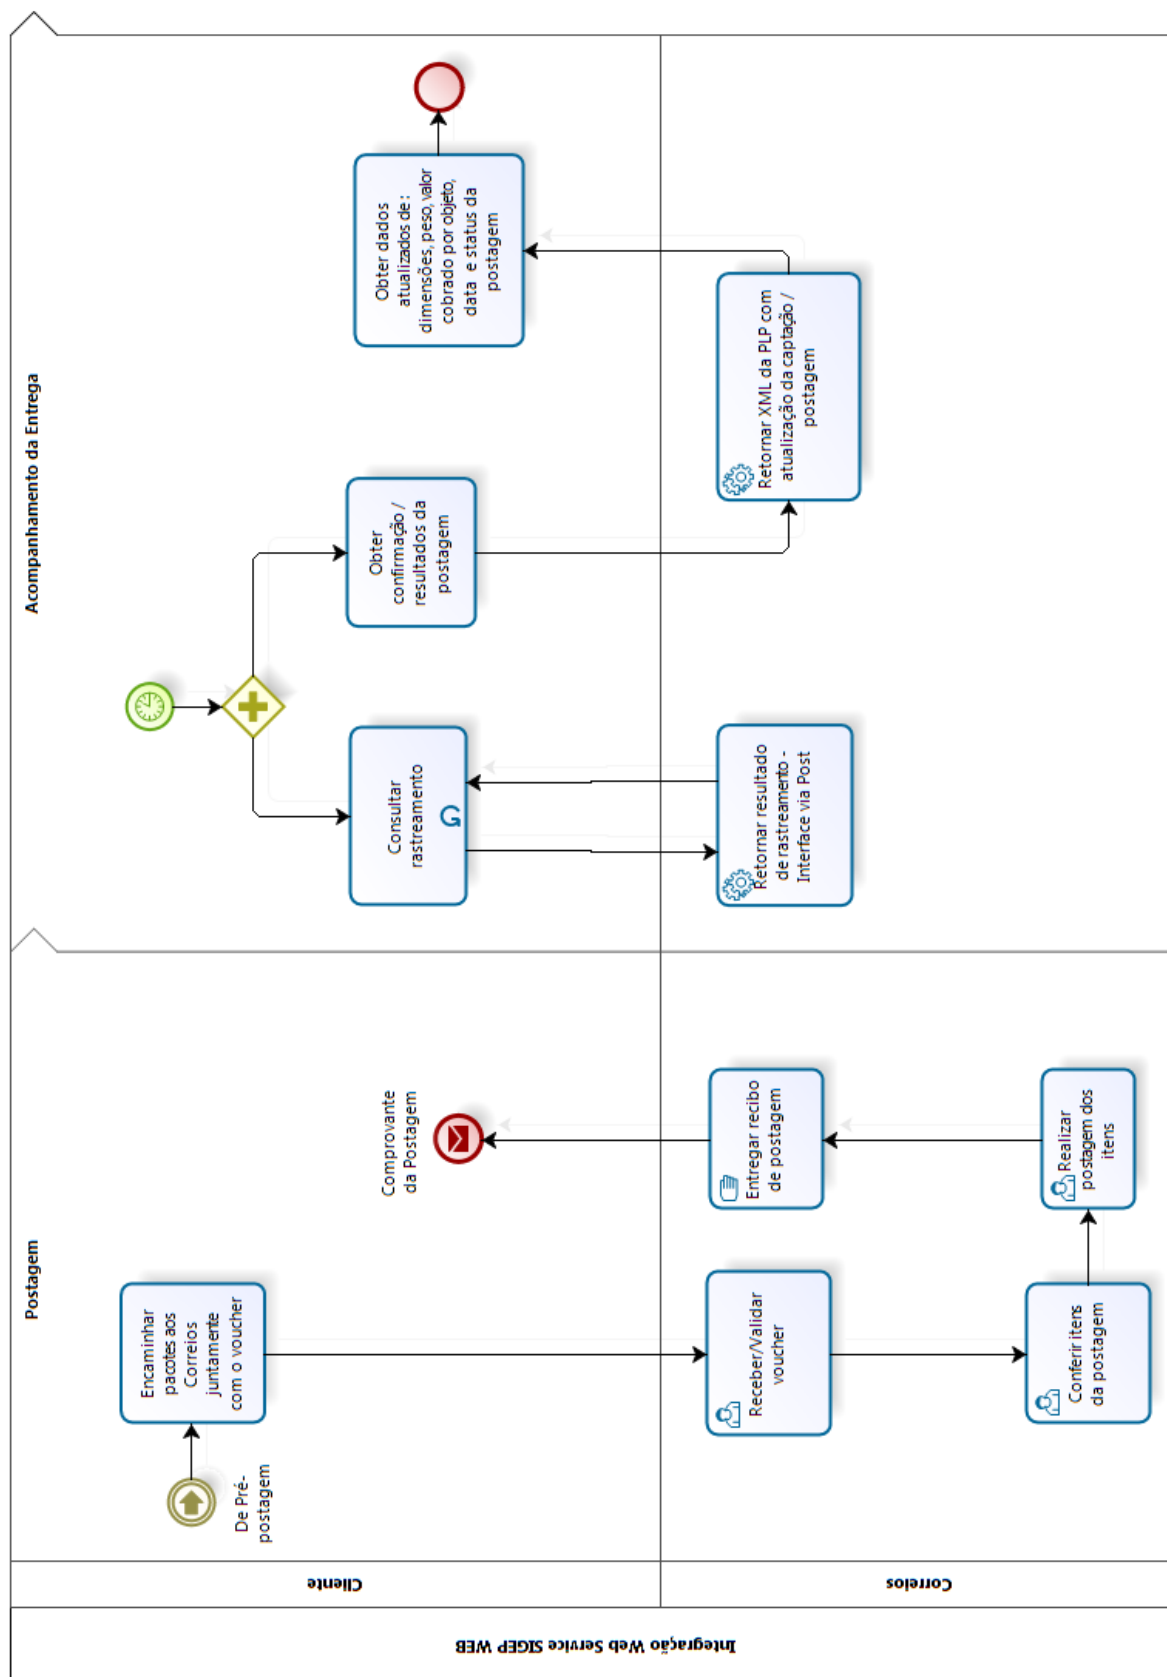 Integração Web Service SIGEP WEB
Cliente
Correios
Postagem
Acompanhamento da Entrega
De Pré-
postagem
Encaminhar
pacotes aos
Correios
juntamente
com o voucher
Comprovante
da Postagem
Receber/Validar
voucher
Conferir itens
da postagem
Realizar
postagem dos
itens
Entregar recibo
de postagem
Consultar
rastreamento
Obter
confirmação /
resultados da
postagem
Obter dados
atualizados de :
dimensões, peso, valor
cobrado por objeto,
data e status da
postagem
Retornar resultado
de rastreamento -
Interface via Post
Retornar XML da PLP com
atualização da captação /
postagem